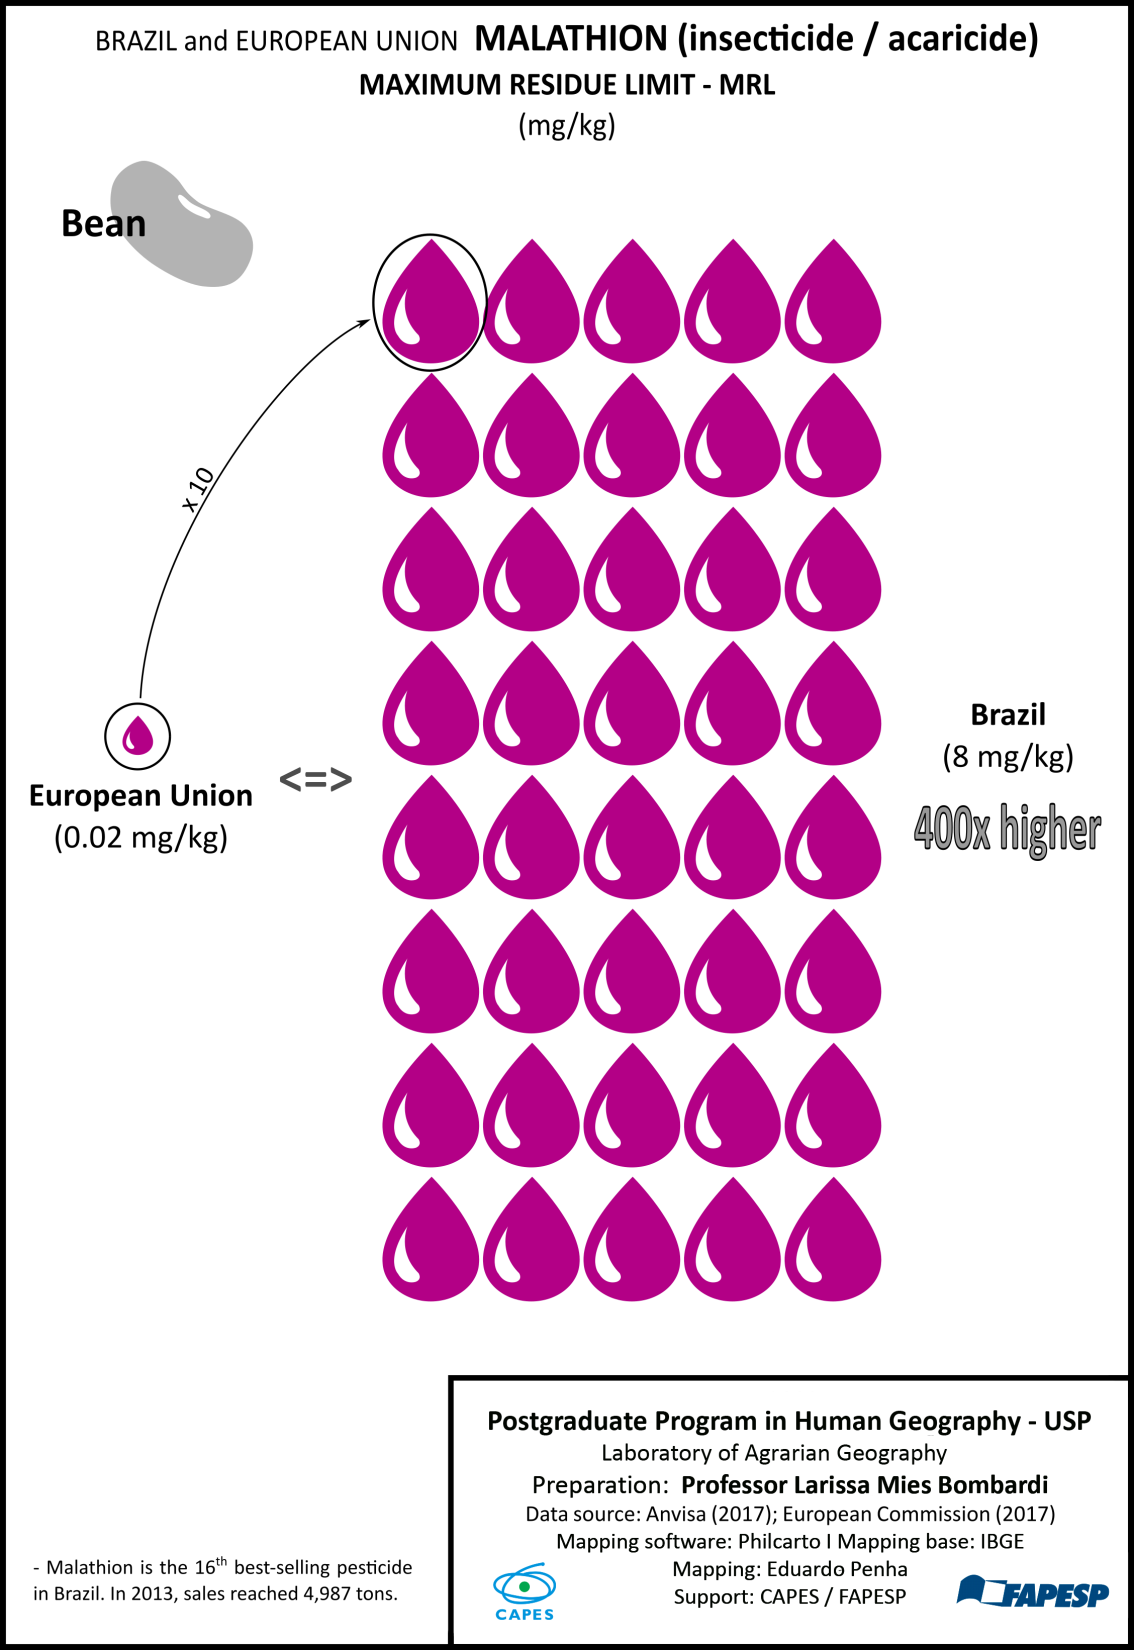 BRAZIL and EUROPEAN UNION MALATHION (insecticide / acaricide)
MAXIMUM RESIDUE LIMIT - MRL
(mg/kg)
Bean
x 10
European Union
(0.02 mg/kg)
<=>
Brazil
(8 mg/kg)
400x higher
- Malathion is the 16th best-selling pesticide
in Brazil. In 2013, sales reached 4,987 tons.
Postgraduate Program in Human Geography - USP
Laboratory of Agrarian Geography
Preparation: Professor Larissa Mies Bombardi
Data source: Anvisa (2017); European Commission (2017)
Mapping software: Philcarto I Mapping base: IBGE
Mapping: Eduardo Penha
Support: CAPES / FAPESP
CAPES
FAPESP